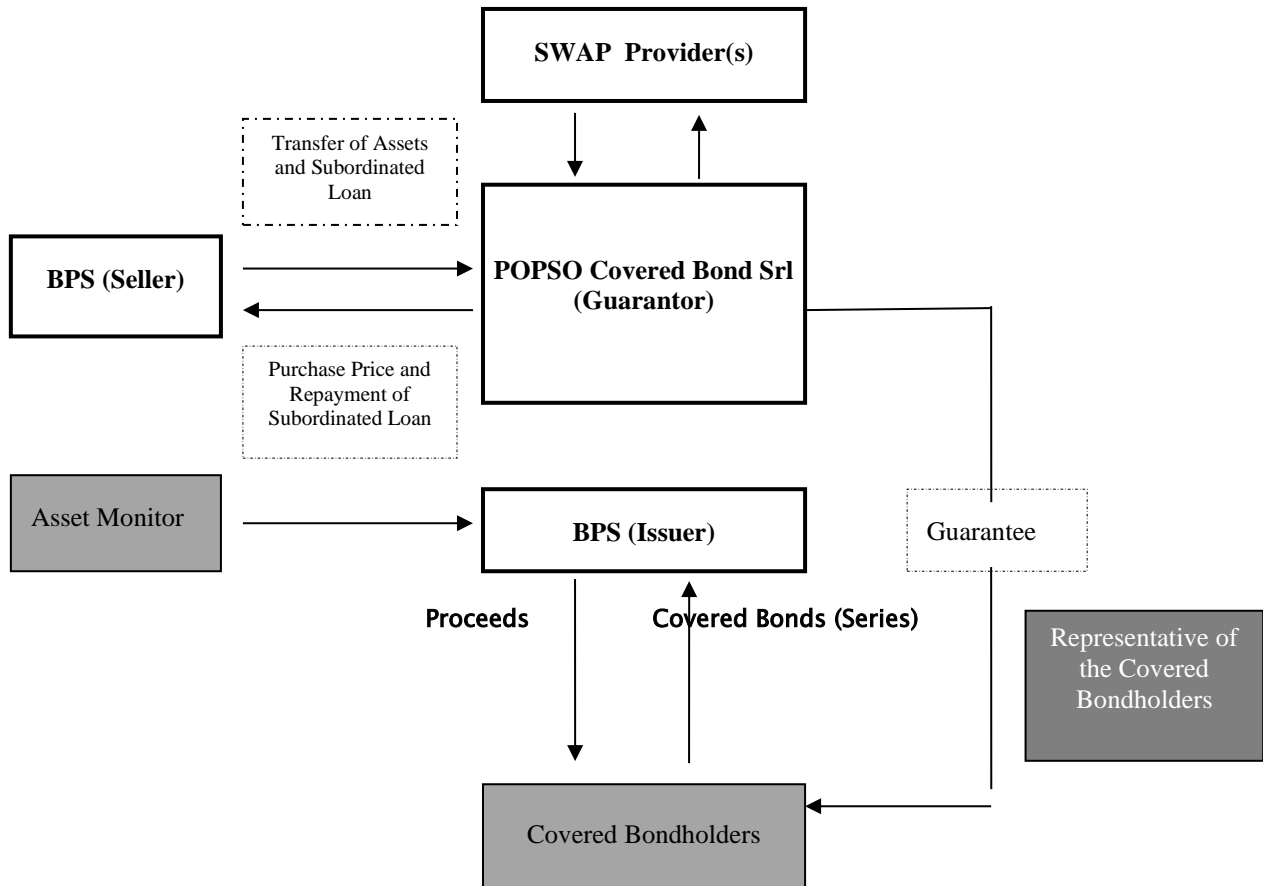 SWAP Provider(s)
Transfer of Assets
and Subordinated
Loan
BPS (Seller)
POPSO Covered Bond Srl
(Guarantor)
Purchase Price and
Repayment of
Subordinated Loan
Asset Monitor
BPS (Issuer)
Guarantee
Proceeds
Covered Bonds (Series)
Representative of
the Covered
Bondholders
Covered Bondholders